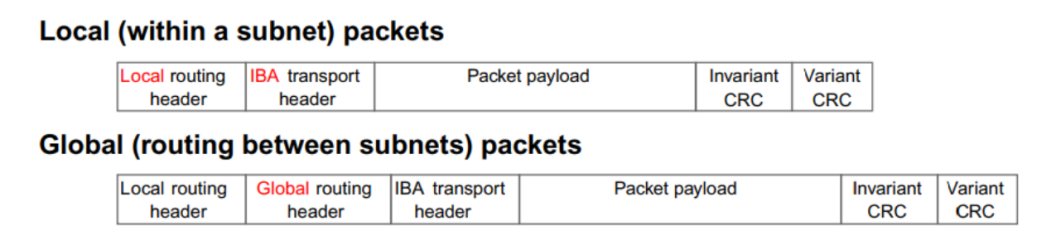 Local (within a subnet) packets
Local routing IBA transport Packet payload Invariant Variant
header header CRC CRC
Global (routing between subnets) packets
Local routing Global routing IBA transport Packet payload Invariant Variant
header header header CRC CRC